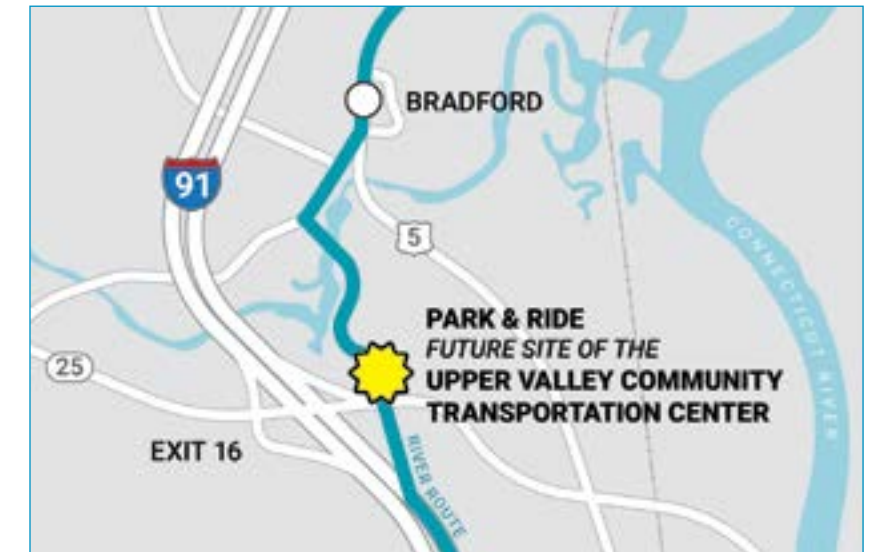 BRADFORD
91
5
CONNECTICUT RIVER
PARK & RIDE
FUTURE SITE OF THE
UPPER VALLEY COMMUNITY
TRANSPORTATION CENTER
25
EXIT 16
RIVER ROUTE